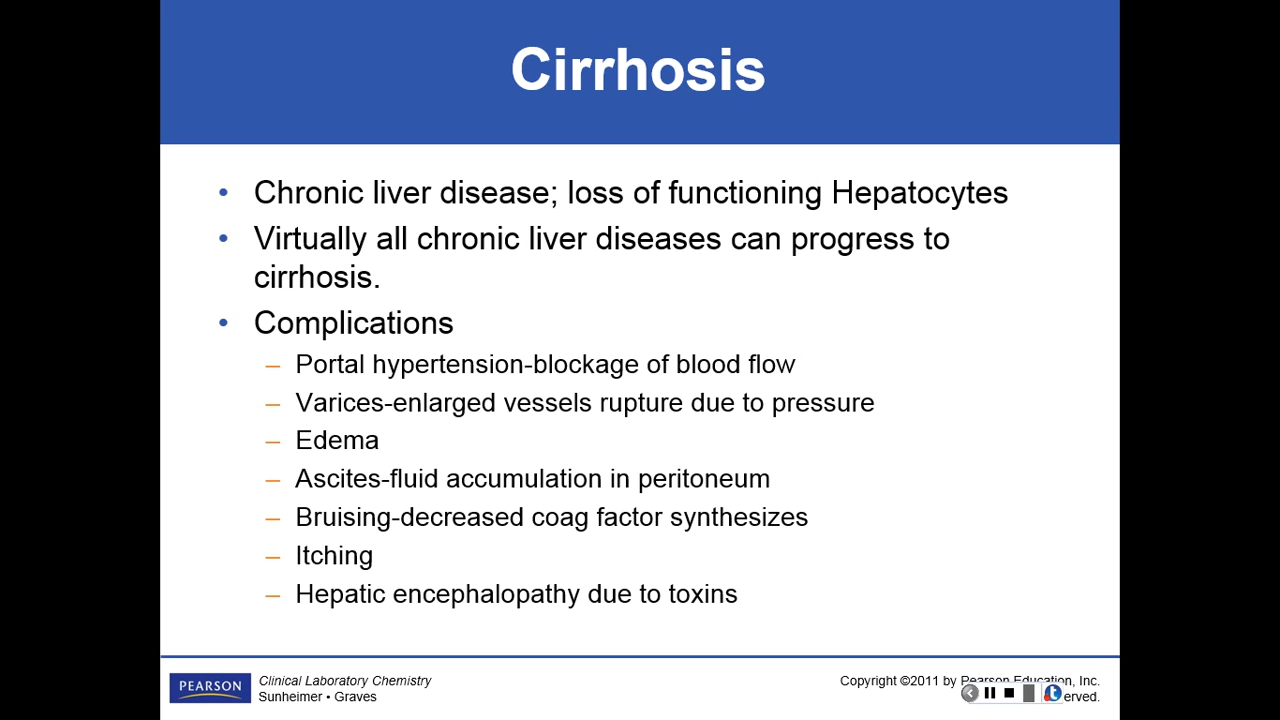 Cirrhosis
• Chronic liver disease; loss of functioning Hepatocytes
• Virtually all chronic liver diseases can progress to
cirrhosis.
• Complications
– Portal hypertension-blockage of blood flow
– Varices-enlarged vessels rupture due to pressure
– Edema
– Ascites-fluid accumulation in peritoneum
– Bruising-decreased coag factor synthesizes
– Itching
– Hepatic encephalopathy due to toxins
PEARSON
Clinical Laboratory Chemistry
Sunheimer • Graves
Copyright ©2011 by Pearson Education, Inc.
erved.